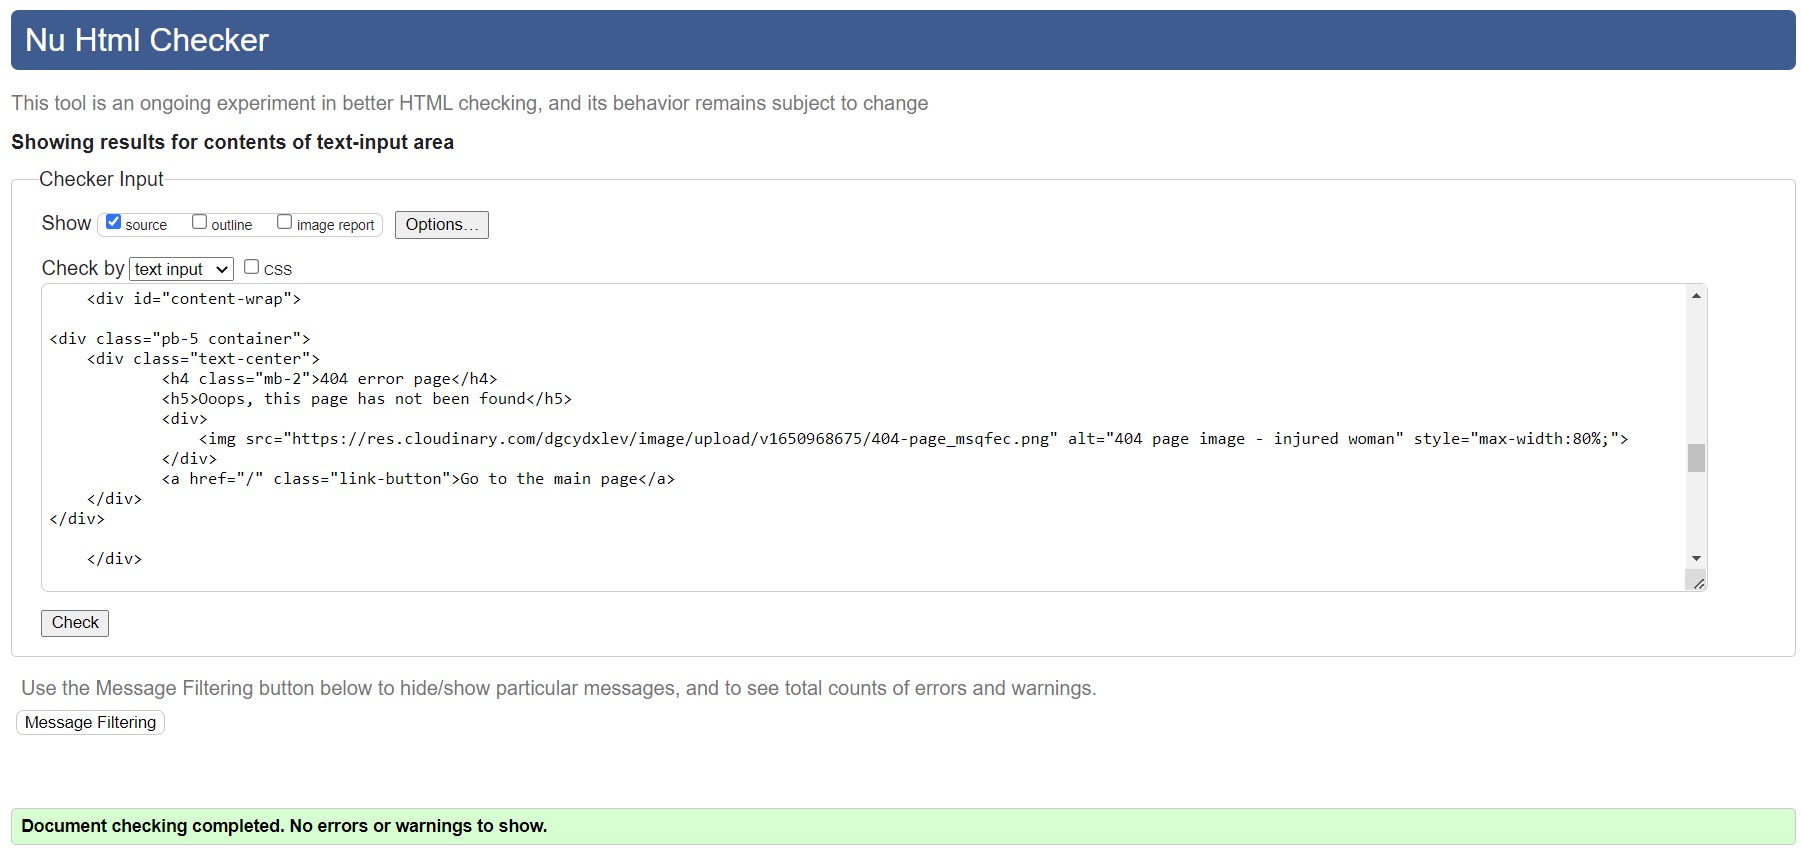 Nu Html Checker
This tool is an ongoing experiment in better HTML checking, and its behavior remains subject to change
Showing results for contents of text-input area
Checker Input
Show source outline image report Options...
Check by text input CSS
<div id="content-wrap">
<div class="pb-5 container">
<div class="text-center">
<h4 class="mb-2">404 error page</h4>
<h5>Ooops, this page has not been found</h5>
<div>
<img src="https://res.cloudinary.com/dgcydxlev/image/upload/v1650968675/404-page_msqfec.png" alt="404 page image - injured woman" style="max-width:80%;">
</div>
<a href="/" class="link-button">Go to the main page</a>
</div>
</div>
</div>
Check
Use the Message Filtering button below to hide/show particular messages, and to see total counts of errors and warnings.
Message Filtering
Document checking completed. No errors or warnings to show.